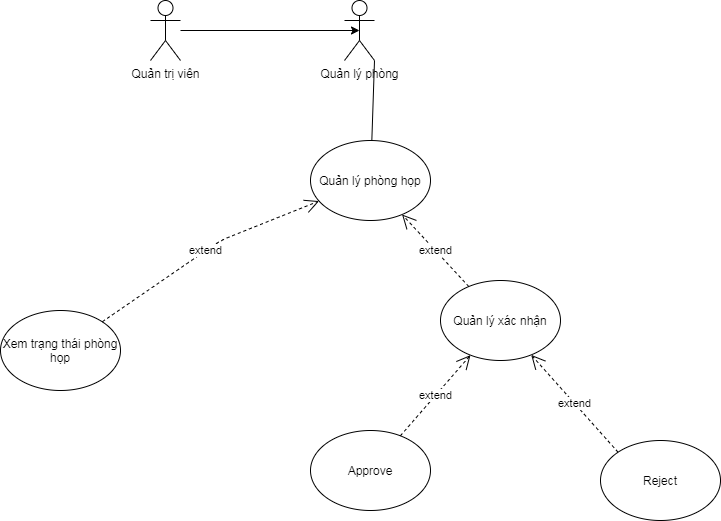 Quản trị viên
Quản lý phòng
Quản lý phòng họp
extend
extend
Quản lý xác nhận
Xem trạng thái phòng
họp
extend
extend
Approve
Reject